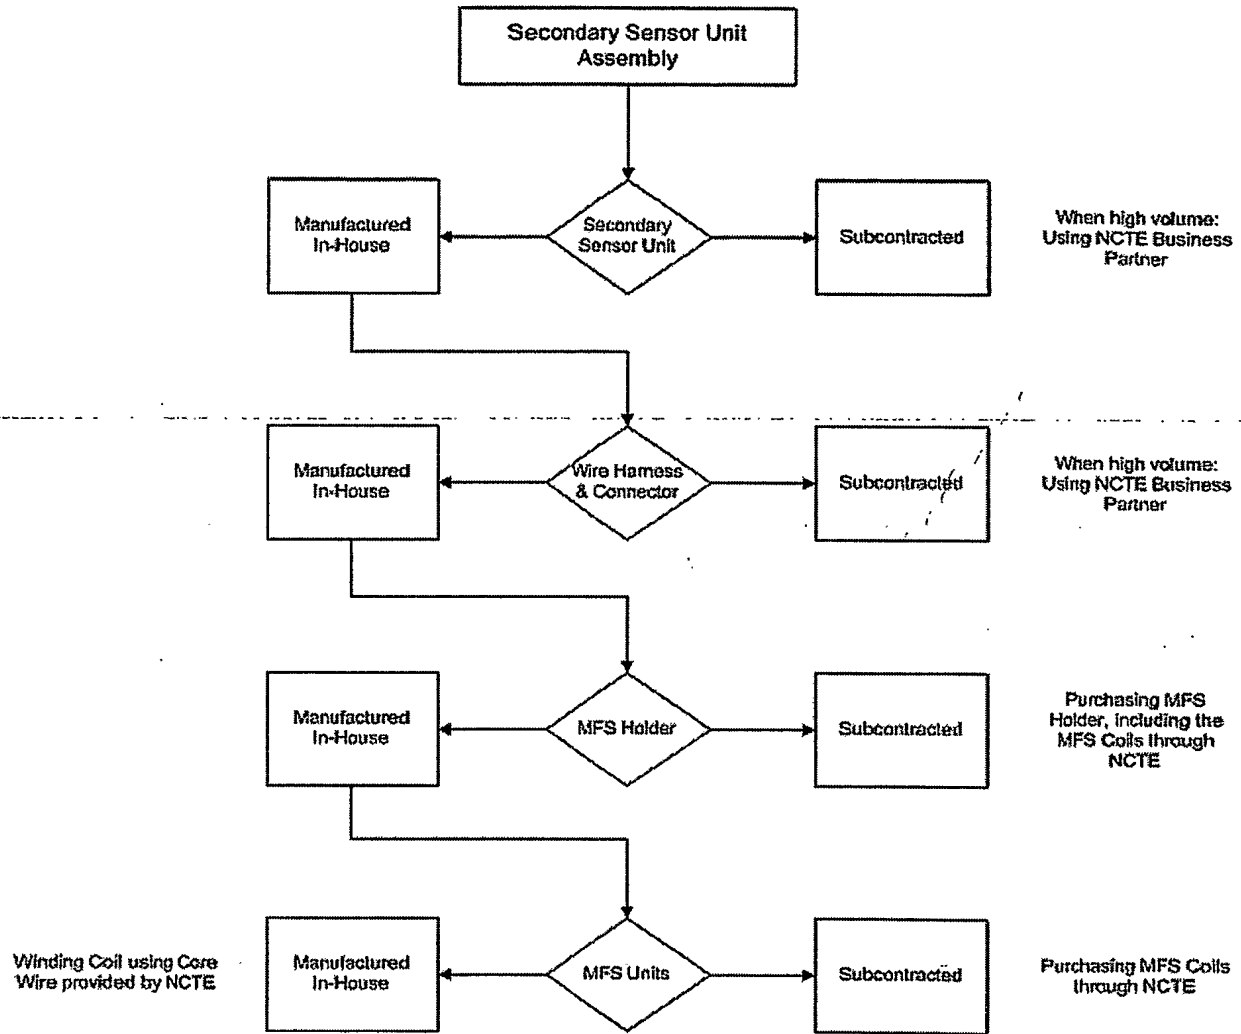 Secondary Sensor Unit
Assembly
Manufactured
In-House
Secondary
Sensor Unit
Subcontracted
When high volume:
Using NCTE Business
Partner
Manufactured
In-House
Wire Harness
& Connector
Subcontracted
When high volume:
Using NCTE Business
Partner
Manufactured
In-House
MFS Holder
Subcontracted
Purchasing MFS
Holder, including the
MFS Coils through
NCTE
Winding Coil using Core
Wire provided by NCTE
Manufactured
In-House
MFS Units
Subcontracted
Purchasing MFS Coils
through NCTE